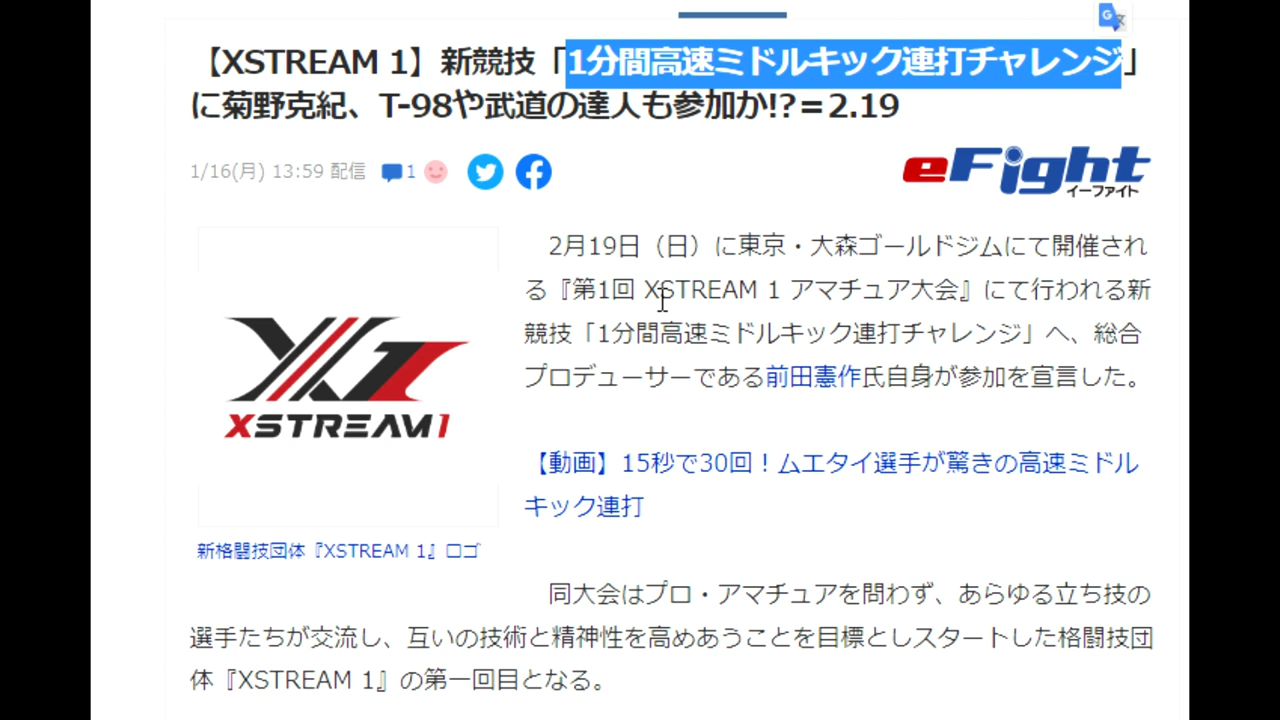 【XSTREAM 1】新競技「1分間高速ミドルキック連打チャレンジ」
に菊野克紀、T-98や武道の達人も参加か!?＝2.19
1/16(月) 13:59 配信 1
eFight
イーファイト
2月19日（日）に東京・大森ゴールドジムにて開催され
る『第1回 XSTREAM 1 アマチュア大会』にて行われる新
競技「1分間高速ミドルキック連打チャレンジ」へ、総合
プロデューサーである前田憲作氏自身が参加を宣言した。
X1
XSTREAM1
【動画】15秒で30回！ムエタイ選手が驚きの高速ミドル
キック連打
新格闘技団体『XSTREAM 1』ロゴ
同大会はプロ・アマチュアを問わず、あらゆる立ち技の
選手たちが交流し、互いの技術と精神性を高めあうことを目標としスタートした格闘技団
体『XSTREAM 1』の第一回目となる。